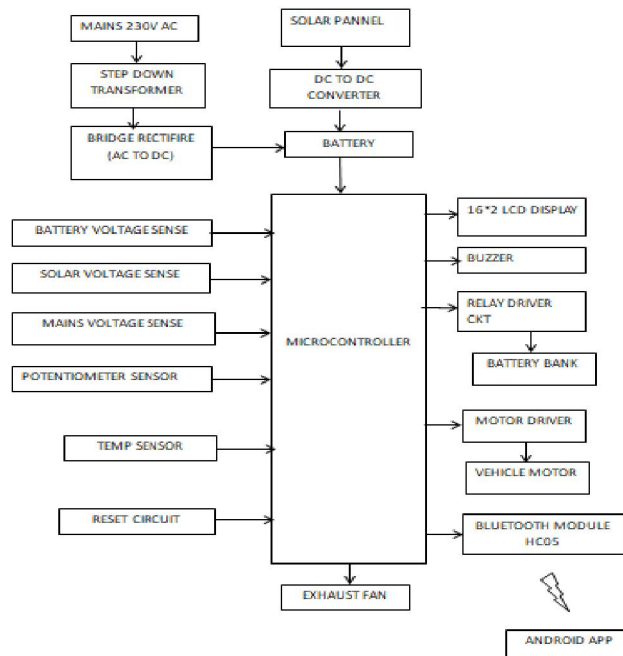 MAINS 230V AC
SOLAR PANNEL
STEP DOWN
TRANSFORMER
DC TO DC
CONVERTER
BRIDGE RECTIFIRE
(AC TO DC)
BATTERY
BATTERY VOLTAGE SENSE
SOLAR VOLTAGE SENSE
MAINS VOLTAGE SENSE
POTENTIOMETER SENSOR
TEMP SENSOR
RESET CIRCUIT
MICROCONTROLLER
16*2 LCD DISPLAY
BUZZER
RELAY DRIVER
CKT
BATTERY BANK
MOTOR DRIVER
VEHICLE MOTOR
BLUETOOTH MODULE
HC05
EXHAUST FAN
ANDROID APP